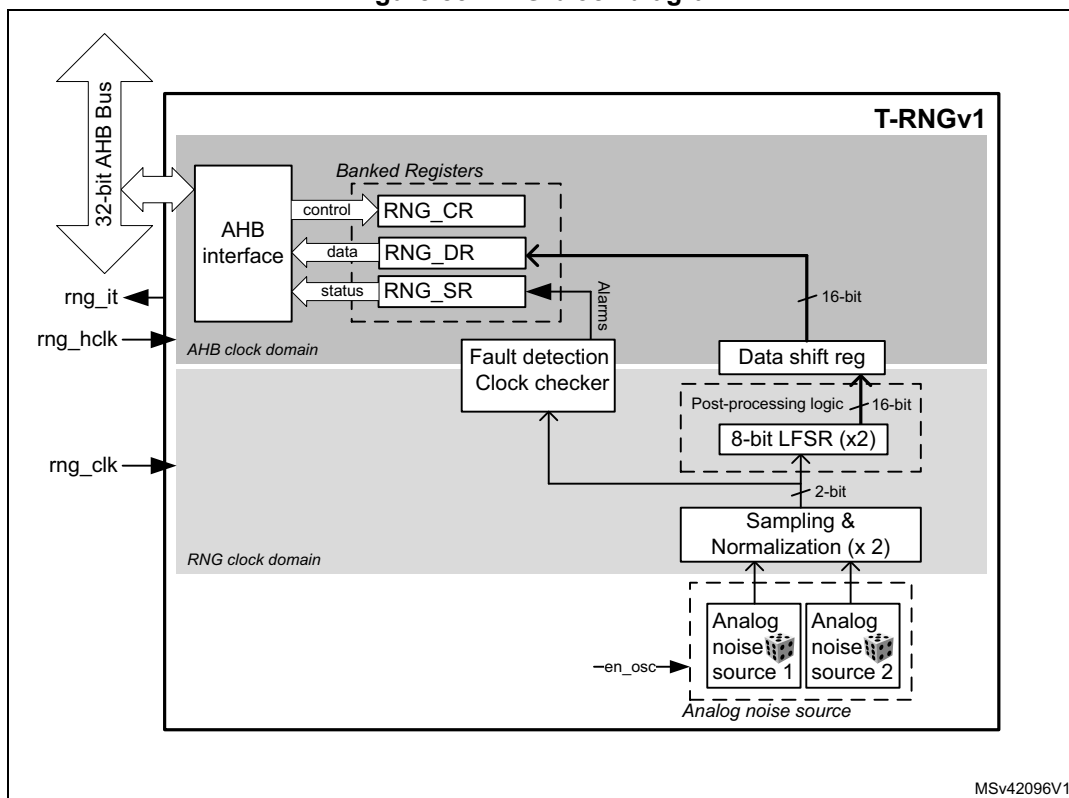 T-RNGv1
32-bit AHB Bus
Banked Registers
AHB
interface
control
RNG_CR
data
RNG_DR
status
RNG_SR
Alarms
16-bit
rng_it
rng_hclk
AHB clock domain
Fault detection
Clock checker
Data shift reg
Post-processing logic
16-bit
8-bit LFSR (x2)
rng_clk
2-bit
Sampling &
Normalization (x 2)
RNG clock domain
Analog
noise
source 1
Analog
noise
source 2
en_osc
Analog noise source
MSv42096V1